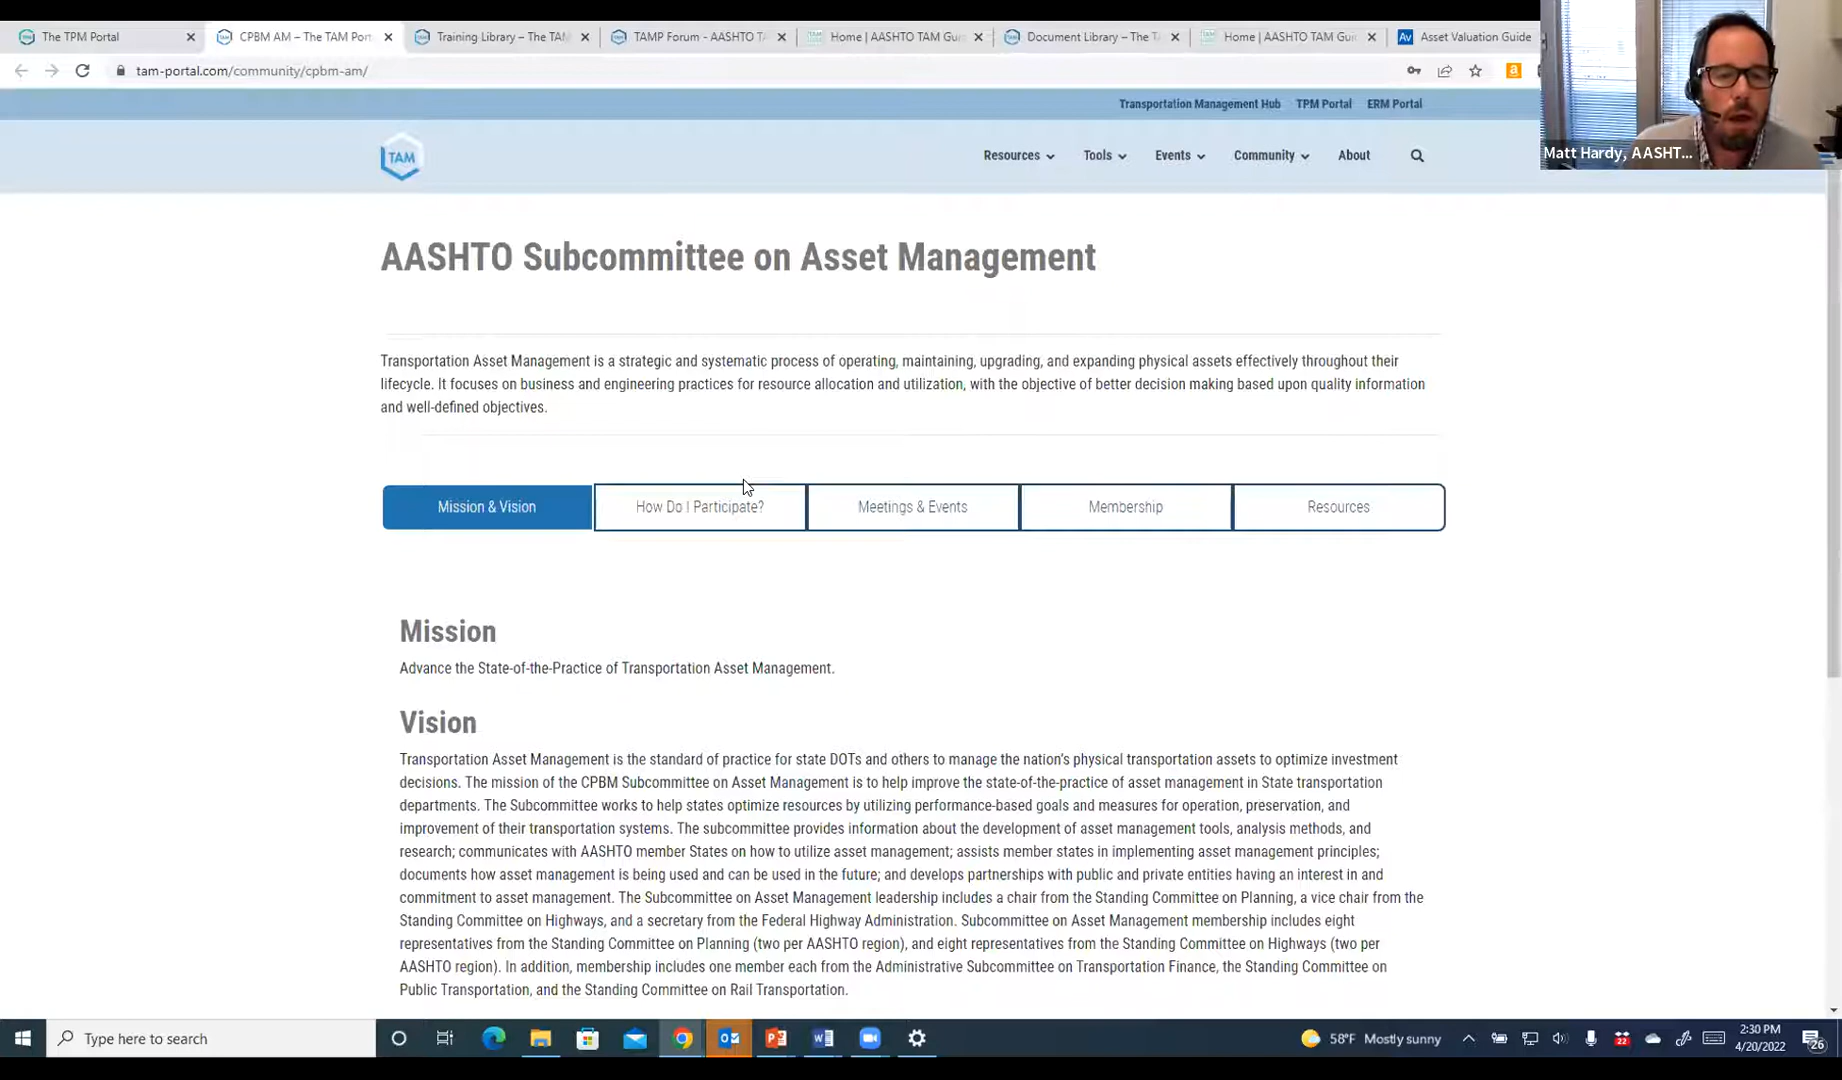 The TPM Portal
CPBM AM – The TAM Por
Training Library – The TAM
TAMP Forum - AASHTO T
Home | AASHTO TAM Gui
Document Library – The T
Home | AASHTO TAM Gui
Asset Valuation Guide
tam-portal.com/community/cpbm-am/
Transportation Management Hub TPM Portal ERM Portal
TAM
Resources Tools Events Community About
Matt Hardy, AASHT...
AASHTO Subcommittee on Asset Management
Transportation Asset Management is a strategic and systematic process of operating, maintaining, upgrading, and expanding physical assets effectively throughout their
lifecycle. It focuses on business and engineering practices for resource allocation and utilization, with the objective of better decision making based upon quality information
and well-defined objectives.
Mission & Vision
How Do I Participate?
Meetings & Events
Membership
Resources
Mission
Advance the State-of-the-Practice of Transportation Asset Management.
Vision
Transportation Asset Management is the standard of practice for state DOTs and others to manage the nation's physical transportation assets to optimize investment
decisions. The mission of the CPBM Subcommittee on Asset Management is to help improve the state-of-the-practice of asset management in State transportation
departments. The Subcommittee works to help states optimize resources by utilizing performance-based goals and measures for operation, preservation, and
improvement of their transportation systems. The subcommittee provides information about the development of asset management tools, analysis methods, and
research; communicates with AASHTO member States on how to utilize asset management; assists member states in implementing asset management principles;
documents how asset management is being used and can be used in the future; and develops partnerships with public and private entities having an interest in and
commitment to asset management. The Subcommittee on Asset Management leadership includes a chair from the Standing Committee on Planning, a vice chair from the
Standing Committee on Highways, and a secretary from the Federal Highway Administration. Subcommittee on Asset Management membership includes eight
representatives from the Standing Committee on Planning (two per AASHTO region), and eight representatives from the Standing Committee on Highways (two per
AASHTO region). In addition, membership includes one member each from the Administrative Subcommittee on Transportation Finance, the Standing Committee on
Public Transportation, and the Standing Committee on Rail Transportation.
Type here to search
58°F Mostly sunny
22
2:30 PM
4/20/2022
26